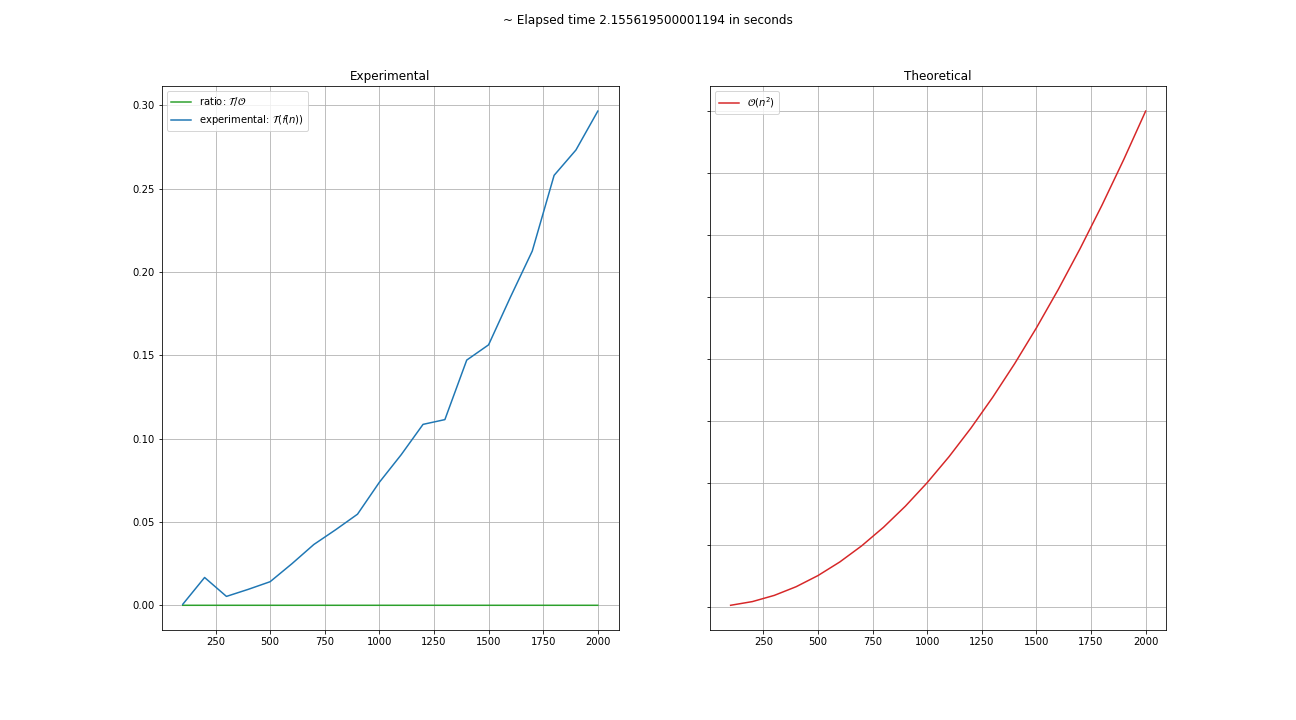 ~ Elapsed time 2.155619500001194 in seconds
Experimental
ratio: 𝒯/𝒪
experimental: 𝒯(f(n))
0.30
0.25
0.20
0.15
0.10
0.05
0.00
250 500 750 1000 1250 1500 1750 2000
Theoretical
𝒪(n²)
250 500 750 1000 1250 1500 1750 2000